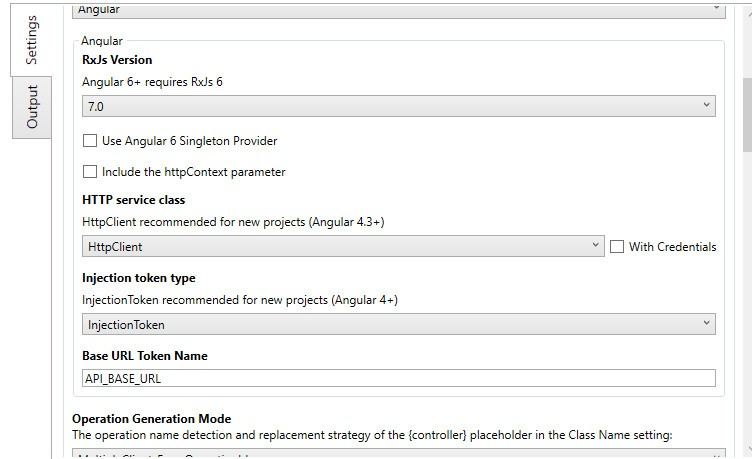 Settings
Output
Angular
Angular
RxJs Version
Angular 6+ requires RxJs 6
7.0
Use Angular 6 Singleton Provider
Include the httpContext parameter
HTTP service class
HttpClient recommended for new projects (Angular 4.3+)
HttpClient
With Credentials
Injection token type
InjectionToken recommended for new projects (Angular 4+)
InjectionToken
Base URL Token Name
API_BASE_URL
Operation Generation Mode
The operation name detection and replacement strategy of the {controller} placeholder in the Class Name setting: